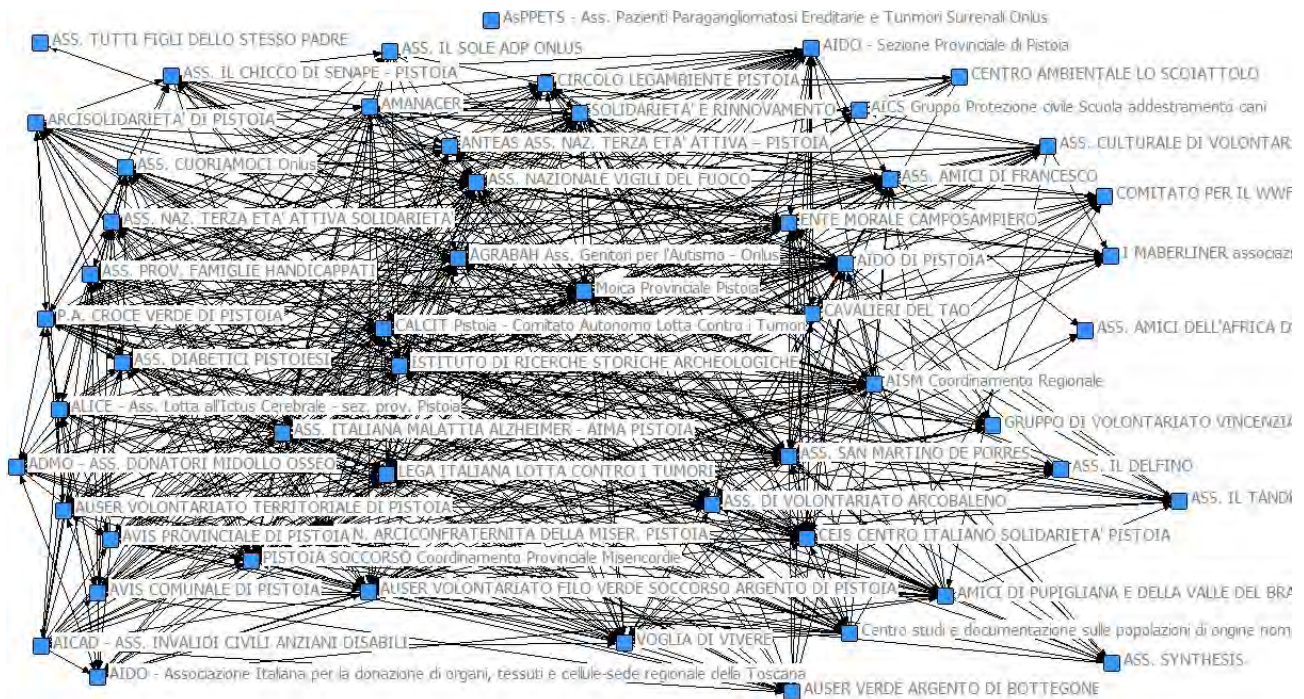 AsPPETS - Ass. Pazienti Paragangliomatosi Ereditarie e Tunmori Surrenali Onlus
ASS. TUTTI FIGLI DELLO STESSO PADRE
ASS. IL SOLE ADP ONLUS
AIDO - Sezione Provinciale di Pistoia
ASS. IL CHICCO DI SENAPE - PISTOIA
CIRCOLO LEGAMBIENTE PISTOIA
CENTRO AMBIENTALE LO SCOIATTOLO
AMANACER
SOLIDARIETA' E RINNOVAMENTO
AICS Gruppo Protezione civile Scuola addestramento cani
ARCISOLIDARIETA' DI PISTOIA
ANTEAS ASS. NAZ. TERZA ETA' ATTIVA - PISTOIA
ASS. CULTURALE DI VOLONTAR
ASS. CUORIAMOCI Onlus
ASS. NAZIONALE VIGILI DEL FUOCO
ASS. AMICI DI FRANCESCO
COMITATO PER IL WWF
ASS. NAZ. TERZA ETA' ATTIVA SOLIDARIETA'
ENTE MORALE CAMPOSAMPIERO
AGRABAH Ass. Genitori per l'Autismo - Onlus
AIDO DI PISTOIA
I MABERLINER associaz
ASS. PROV. FAMIGLIE HANDICAPPATI
Moica Provinciale Pistoia
P.A. CROCE VERDE DI PISTOIA
CAVALIERI DEL TAO
CALCIT Pistoia - Comitato Autonomo Lotta Contro i Tumori
ASS. AMICI DELL'AFRICA D
ASS. DIABETICI PISTOIESI
ISTITUTO DI RICERCHE STORICHE ARCHEOLOGICHE
AISM Coordinamento Regionale
ALICE - Ass. Lotta all'Ictus Cerebrale - sez. prov. Pistoia
GRUPPO DI VOLONTARIATO VINCENZIA
ASS. ITALIANA MALATTIA ALZHEIMER - AIMA PISTOIA
ASS. SAN MARTINO DE PORRES
ADMO - ASS. DONATORI MIDOLLO OSSEO
LEGA ITALIANA LOTTA CONTRO I TUMORI
ASS. IL DELFINO
ASS. DI VOLONTARIATO ARCOBALENO
ASS. IL TANDE
AUSER VOLONTARIATO TERRITORIALE DI PISTOIA
AVIS PROVINCIALE DI PISTOIA
N. ARCICONFRATERNITA DELLA MISER. PISTOIA
CEIS CENTRO ITALIANO SOLIDARIETA' PISTOIA
PISTOIA SOCCORSO Coordinamento Provinciale Misericordie
AVIS COMUNALE DI PISTOIA
AUSER VOLONTARIATO FILO VERDE SOCCORSO ARGENTO DI PISTOIA
AMICI DI PUPIGLIANA E DELLA VALLE DEL BRA
AICAD - ASS. INVALIDI CIVILI ANZIANI DISABILI
VOGLIA DI VIVERE
Centro studi e documentazione sulle popolazioni di origine nom
ASS. SYNTHESIS
AIDO - Associazione Italiana per la donazione di organi, tessuti e cellule-sede regionale della Toscana
AUSER VERDE ARGENTO DI BOTTEGONE